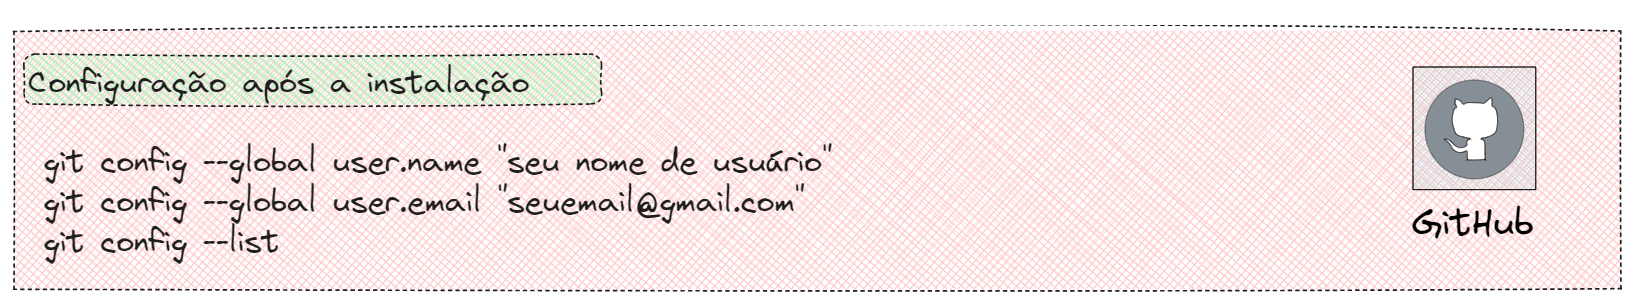 Configuração após a instalação
git config --global user.name "seu nome de usuário"
git config --global user.email "seuemail@gmail.com"
git config --list
GitHub